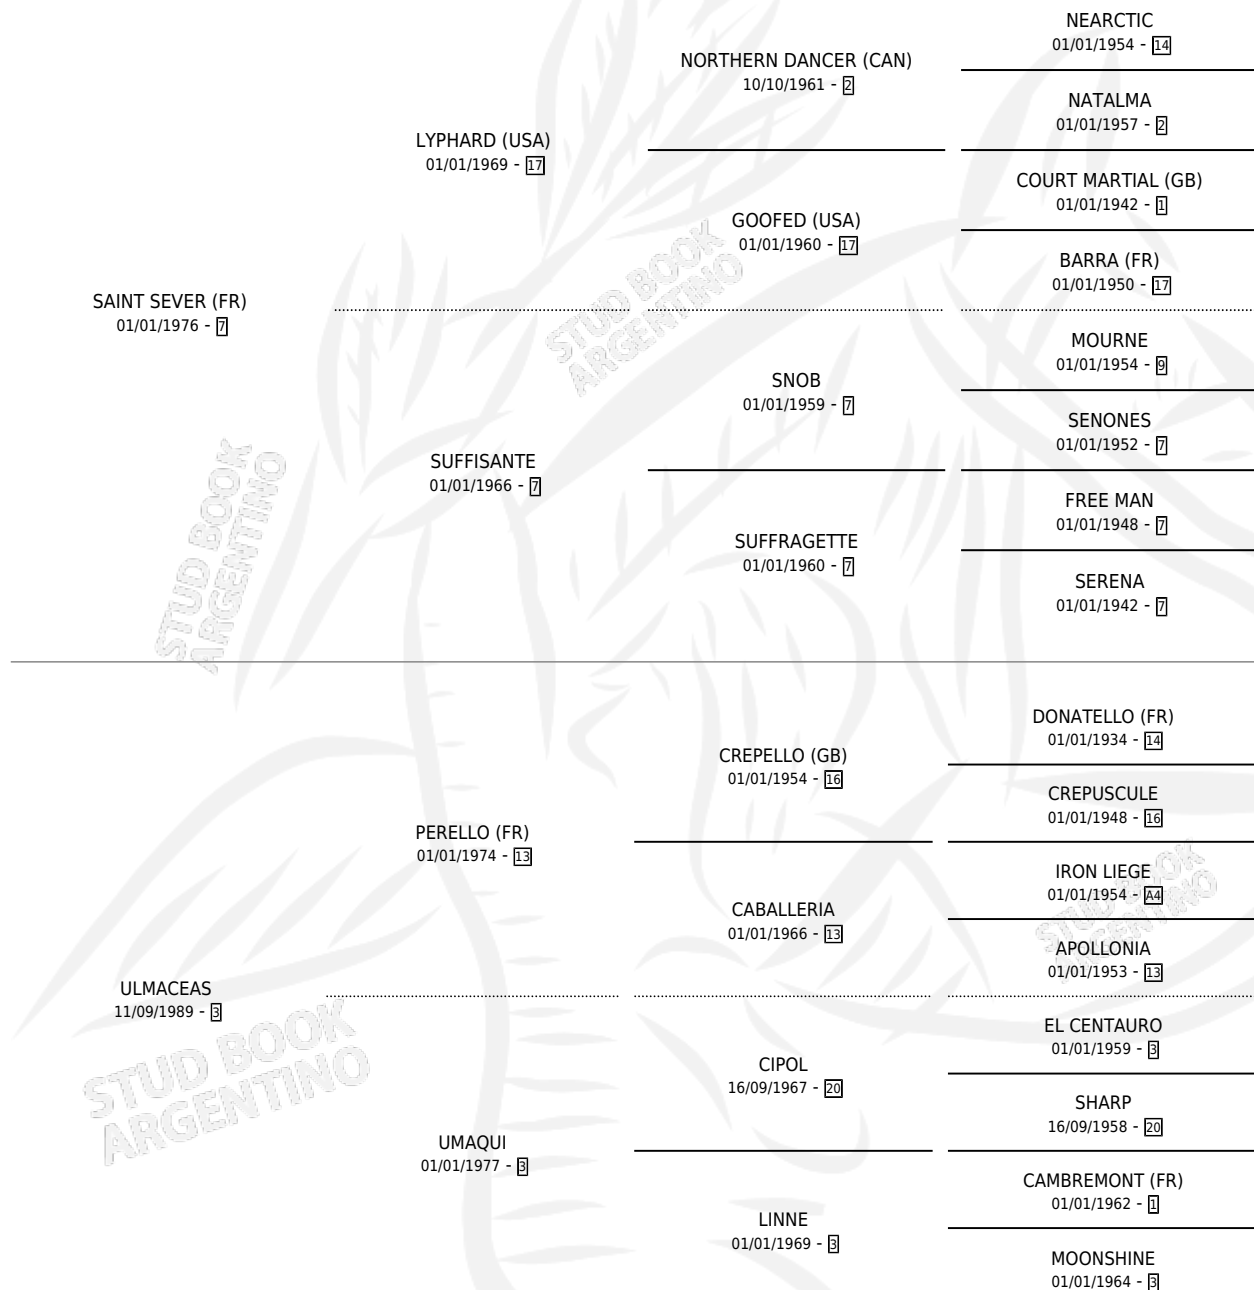 NEARCTIC
01/01/1954 - 14
NORTHERN DANCER (CAN)
10/10/1961 - 2
NATALMA
01/01/1957 - 2
LYPHARD (USA)
01/01/1969 - 17
COURT MARTIAL (GB)
01/01/1942 - 1
GOOFED (USA)
01/01/1960 - 17
BARRA (FR)
01/01/1950 - 17
SAINT SEVER (FR)
01/01/1976 - 7
STUD BOOK
ARGENTINO
MOURNE
01/01/1954 - 9
SNOB
01/01/1959 - 7
SENONES
01/01/1952 - 7
SUFFISANTE
01/01/1966 - 7
STUD BOOK
ARGENTINO
FREE MAN
01/01/1948 - 7
SUFFRAGETTE
01/01/1960 - 7
SERENA
01/01/1942 - 7
DONATELLO (FR)
01/01/1934 - 14
CREPELLO (GB)
01/01/1954 - 16
CREPUSCULE
01/01/1948 - 16
PERELLO (FR)
01/01/1974 - 13
IRON LIEGE
01/01/1954 - A4
STUD BOOK
ARGENTINO
CABALLERIA
01/01/1966 - 13
APOLLONIA
01/01/1953 - 13
ULMACEAS
11/09/1989 - 3
STUD BOOK
ARGENTINO
EL CENTAURO
01/01/1959 - 3
CIPOL
16/09/1967 - 20
SHARP
16/09/1958 - 20
UMAQUI
01/01/1977 - 3
CAMBREMONT (FR)
01/01/1962 - 1
LINNE
01/01/1969 - 3
MOONSHINE
01/01/1964 - 3